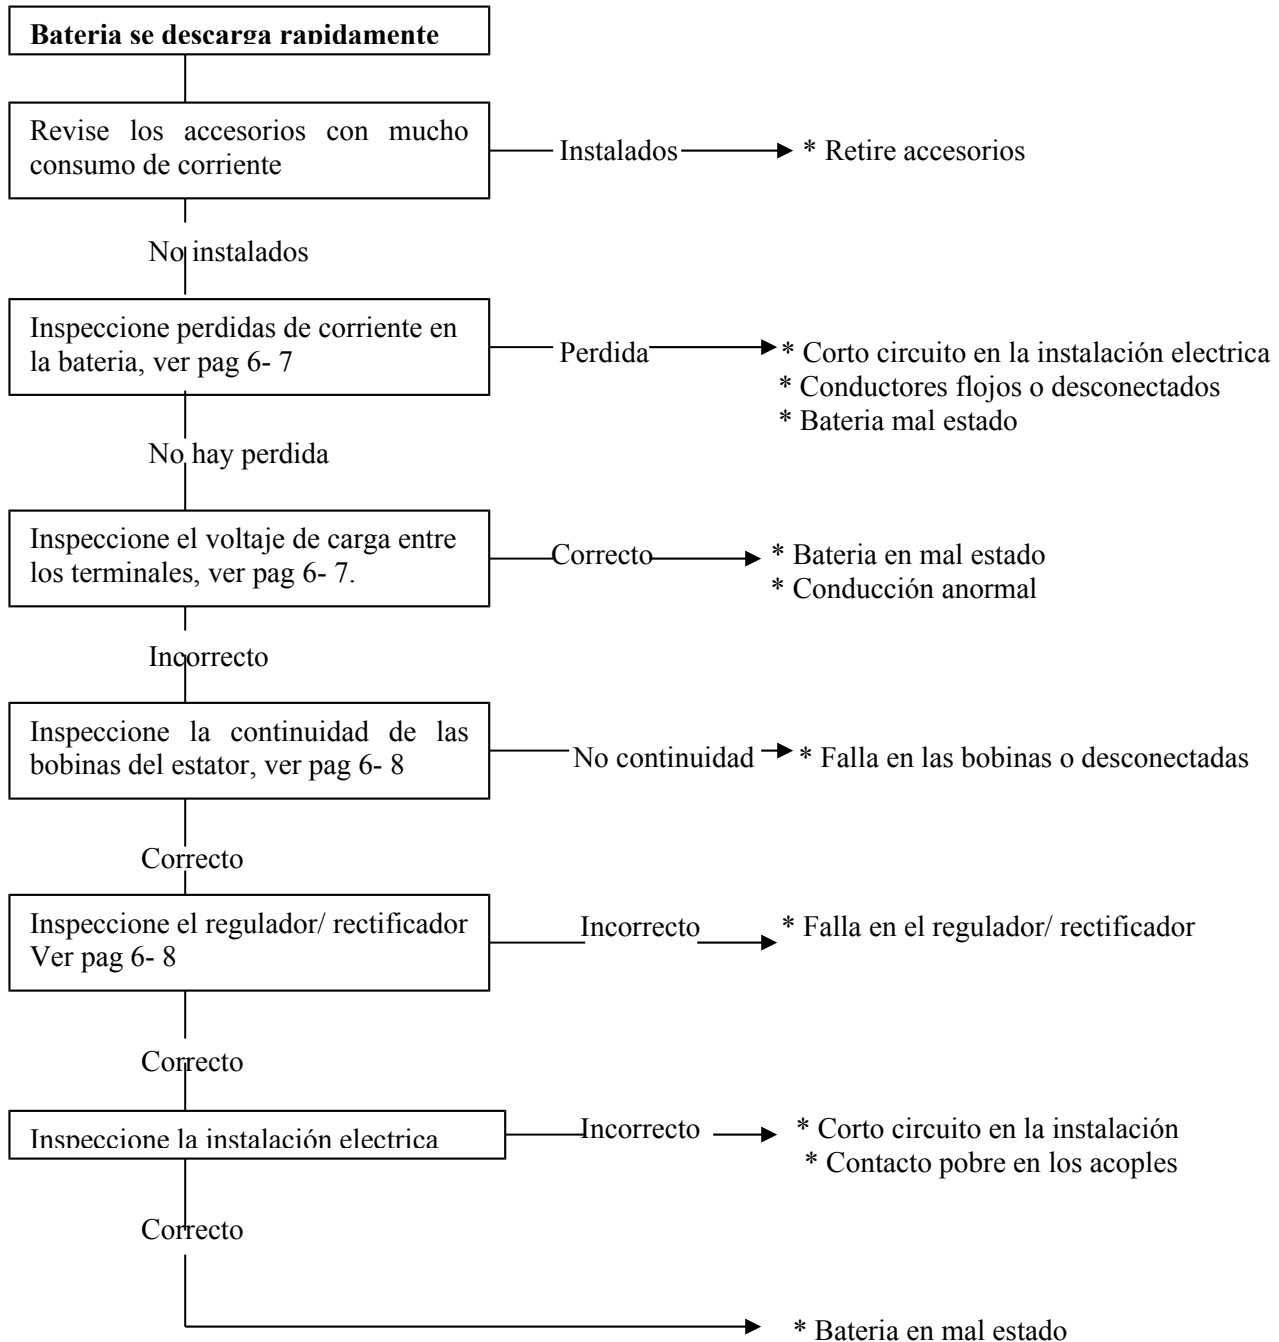 Bateria se descarga rapidamente
Revise los accesorios con mucho
consumo de corriente
Instalados
* Retire accesorios
No instalados
Inspeccione perdidas de corriente en
la bateria, ver pag 6- 7
Perdida
* Corto circuito en la instalación electrica
* Conductores flojos o desconectados
* Bateria mal estado
No hay perdida
Inspeccione el voltaje de carga entre
los terminales, ver pag 6- 7.
Correcto
* Bateria en mal estado
* Conducción anormal
Incorrecto
Inspeccione la continuidad de las
bobinas del estator, ver pag 6- 8
No continuidad
* Falla en las bobinas o desconectadas
Correcto
Inspeccione el regulador/ rectificador
Ver pag 6- 8
Incorrecto
* Falla en el regulador/ rectificador
Correcto
Inspeccione la instalación electrica
Incorrecto
* Corto circuito en la instalación
* Contacto pobre en los acoples
Correcto
* Bateria en mal estado